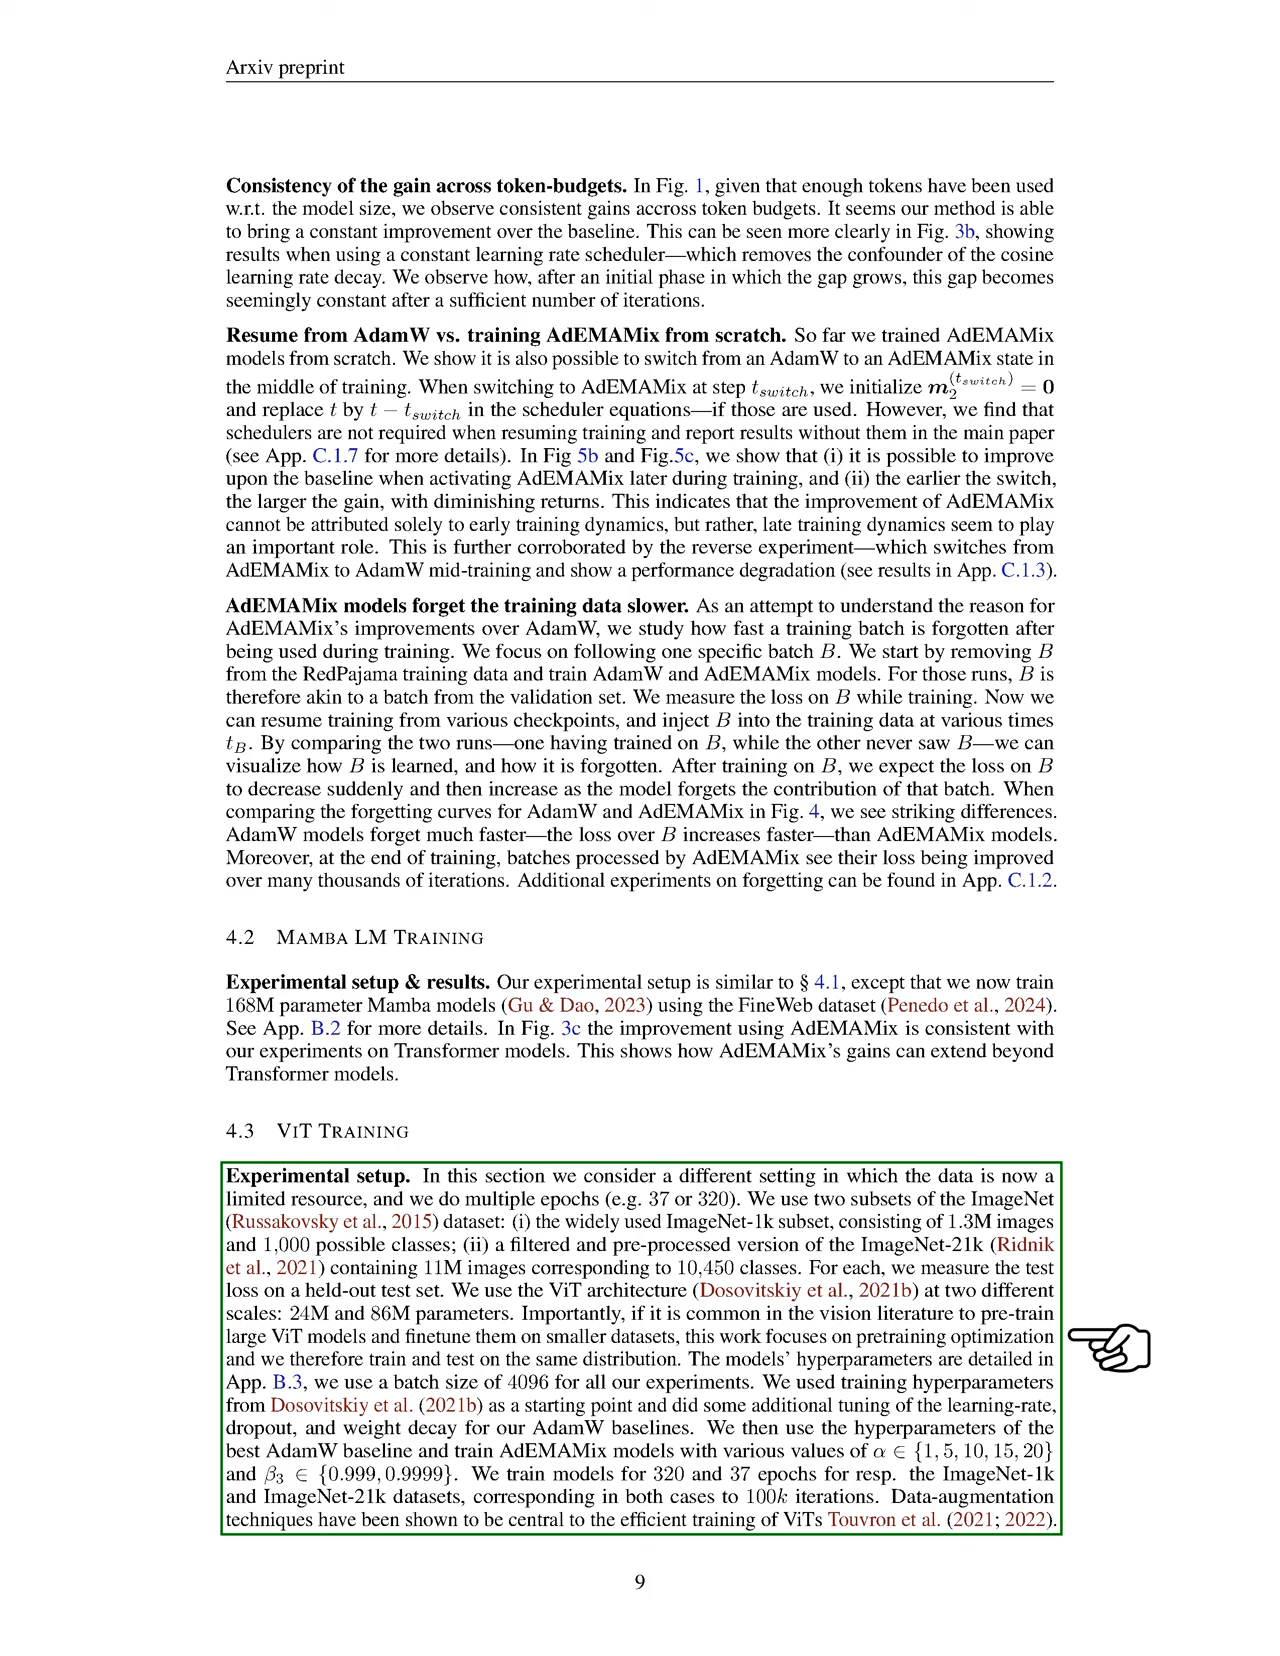 Arxiv preprint
Consistency of the gain across token-budgets. In Fig. 1, given that enough tokens have been used
w.r.t. the model size, we observe consistent gains accross token budgets. It seems our method is able
to bring a constant improvement over the baseline. This can be seen more clearly in Fig. 3b, showing
results when using a constant learning rate scheduler—which removes the confounder of the cosine
learning rate decay. We observe how, after an initial phase in which the gap grows, this gap becomes
seemingly constant after a sufficient number of iterations.
Resume from AdamW vs. training AdEMAMix from scratch. So far we trained AdEMAMix
models from scratch. We show it is also possible to switch from an AdamW to an AdEMAMix state in
the middle of training. When switching to AdEMAMix at step t_{switch}, we initialize m_2^{(t_{switch})} = 0
and replace t by t − t_{switch} in the scheduler equations—if those are used. However, we find that
schedulers are not required when resuming training and report results without them in the main paper
(see App. C.1.7 for more details). In Fig 5b and Fig.5c, we show that (i) it is possible to improve
upon the baseline when activating AdEMAMix later during training, and (ii) the earlier the switch,
the larger the gain, with diminishing returns. This indicates that the improvement of AdEMAMix
cannot be attributed solely to early training dynamics, but rather, late training dynamics seem to play
an important role. This is further corroborated by the reverse experiment—which switches from
AdEMAMix to AdamW mid-training and show a performance degradation (see results in App. C.1.3).
AdEMAMix models forget the training data slower. As an attempt to understand the reason for
AdEMAMix's improvements over AdamW, we study how fast a training batch is forgotten after
being used during training. We focus on following one specific batch B. We start by removing B
from the RedPajama training data and train AdamW and AdEMAMix models. For those runs, B is
therefore akin to a batch from the validation set. We measure the loss on B while training. Now we
can resume training from various checkpoints, and inject B into the training data at various times
t_B. By comparing the two runs—one having trained on B, while the other never saw B—we can
visualize how B is learned, and how it is forgotten. After training on B, we expect the loss on B
to decrease suddenly and then increase as the model forgets the contribution of that batch. When
comparing the forgetting curves for AdamW and AdEMAMix in Fig. 4, we see striking differences.
AdamW models forget much faster—the loss over B increases faster—than AdEMAMix models.
Moreover, at the end of training, batches processed by AdEMAMix see their loss being improved
over many thousands of iterations. Additional experiments on forgetting can be found in App. C.1.2.
4.2 MAMBA LM TRAINING
Experimental setup & results. Our experimental setup is similar to § 4.1, except that we now train
168M parameter Mamba models (Gu & Dao, 2023) using the FineWeb dataset (Penedo et al., 2024).
See App. B.2 for more details. In Fig. 3c the improvement using AdEMAMix is consistent with
our experiments on Transformer models. This shows how AdEMAMix's gains can extend beyond
Transformer models.
4.3 VIT TRAINING
Experimental setup. In this section we consider a different setting in which the data is now a
limited resource, and we do multiple epochs (e.g. 37 or 320). We use two subsets of the ImageNet
(Russakovsky et al., 2015) dataset: (i) the widely used ImageNet-1k subset, consisting of 1.3M images
and 1,000 possible classes; (ii) a filtered and pre-processed version of the ImageNet-21k (Ridnik
et al., 2021) containing 11M images corresponding to 10,450 classes. For each, we measure the test
loss on a held-out test set. We use the ViT architecture (Dosovitskiy et al., 2021b) at two different
scales: 24M and 86M parameters. Importantly, if it is common in the vision literature to pre-train
large ViT models and finetune them on smaller datasets, this work focuses on pretraining optimization
and we therefore train and test on the same distribution. The models' hyperparameters are detailed in
App. B.3, we use a batch size of 4096 for all our experiments. We used training hyperparameters
from Dosovitskiy et al. (2021b) as a starting point and did some additional tuning of the learning-rate,
dropout, and weight decay for our AdamW baselines. We then use the hyperparameters of the
best AdamW baseline and train AdEMAMix models with various values of α ∈ {1, 5, 10, 15, 20}
and β_3 ∈ {0.999, 0.9999}. We train models for 320 and 37 epochs for resp. the ImageNet-1k
and ImageNet-21k datasets, corresponding in both cases to 100k iterations. Data-augmentation
techniques have been shown to be central to the efficient training of ViTs Touvron et al. (2021; 2022).
9